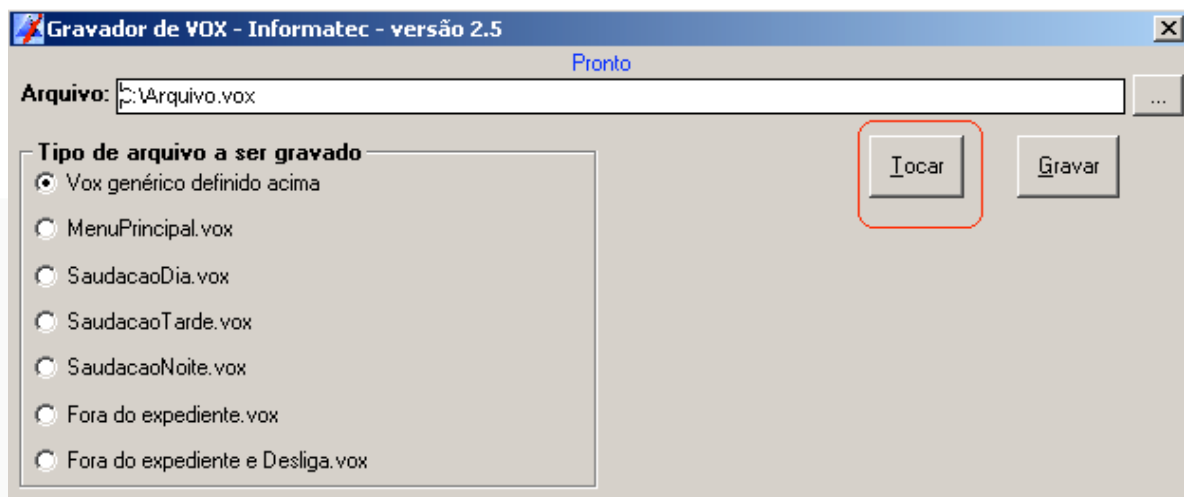 Gravador de VOX - Informatec - versão 2.5
Pronto
Arquivo: C:\Arquivo.vox ...
Tipo de arquivo a ser gravado
Tocar Gravar
Vox genérico definido acima
MenuPrincipal.vox
SaudacaoDia.vox
SaudacaoTarde.vox
SaudacaoNoite.vox
Fora do expediente.vox
Fora do expediente e Desliga.vox